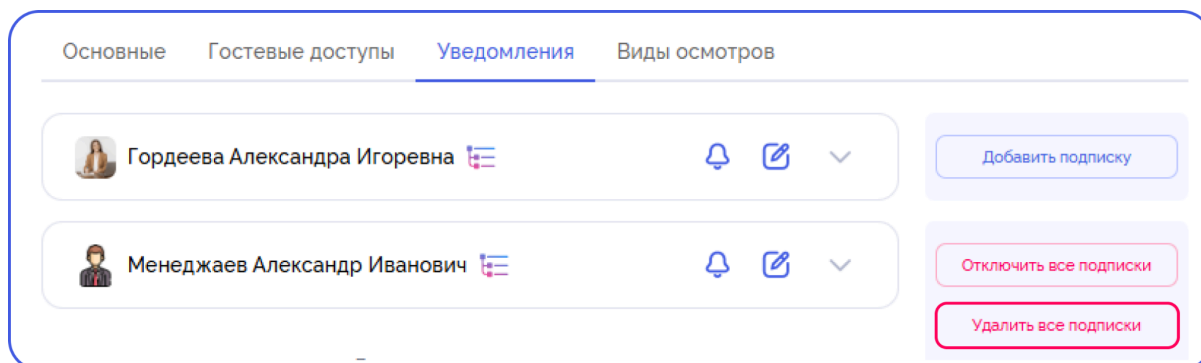 Основные Гостевые доступы Уведомления Виды осмотров
Гордеева Александра Игоревна
Добавить подписку
Менеджаев Александр Иванович
Отключить все подписки
Удалить все подписки